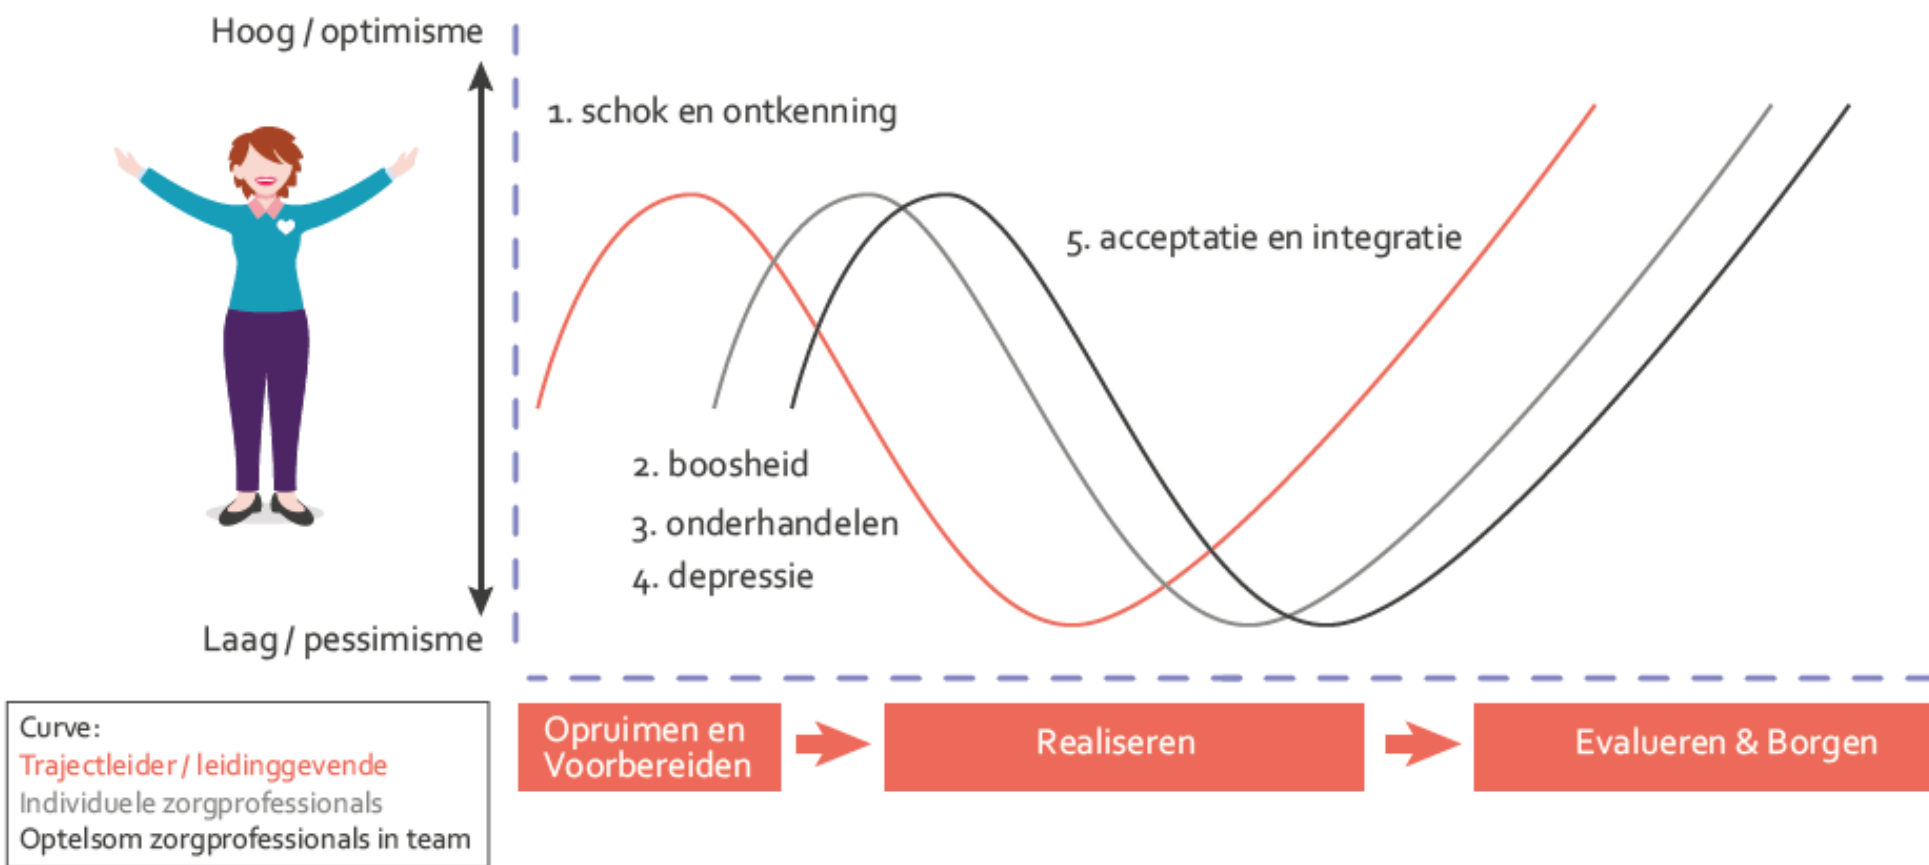 Hoog / optimisme
1. schok en ontkenning
5. acceptatie en integratie
2. boosheid
3. onderhandelen
4. depressie
Laag / pessimisme
Curve:
Trajectleider / leidinggevende
Individuele zorgprofessionals
Optelsom zorgprofessionals in team
Opruimen en
Voorbereiden
Realiseren
Evalueren & Borgen